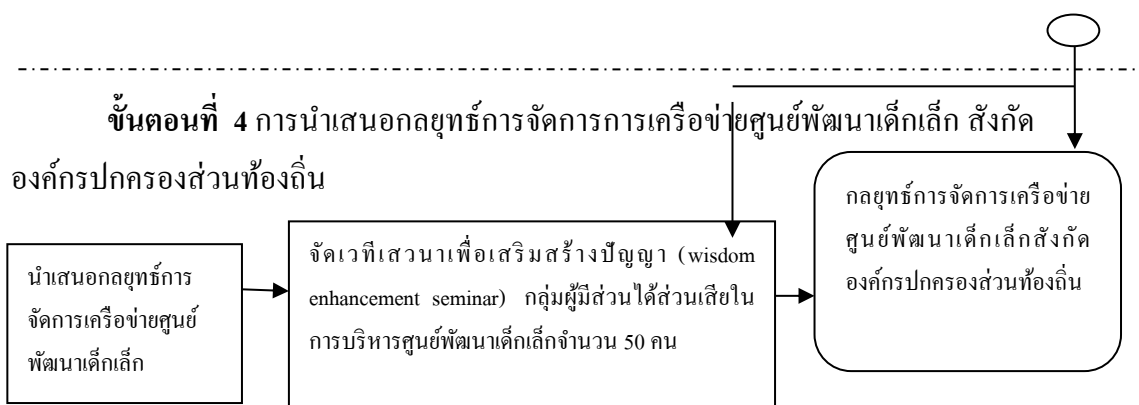 ขั้นตอนที่ 4 การนำเสนอกลยุทธ์การจัดการการเครือข่ายศูนย์พัฒนาเด็กเล็ก สังกัด
องค์กรปกครองส่วนท้องถิ่น
นำเสนอกลยุทธ์การ
จัดการเครือข่ายศูนย์
พัฒนาเด็กเล็ก
จัดเวทีเสวนาเพื่อเสริมสร้างปัญญา (wisdom
enhancement seminar) กลุ่มผู้มีส่วนได้ส่วนเสียใน
การบริหารศูนย์พัฒนาเด็กเล็กจำนวน 50 คน
กลยุทธ์การจัดการเครือข่าย
ศูนย์พัฒนาเด็กเล็กสังกัด
องค์กรปกครองส่วนท้องถิ่น